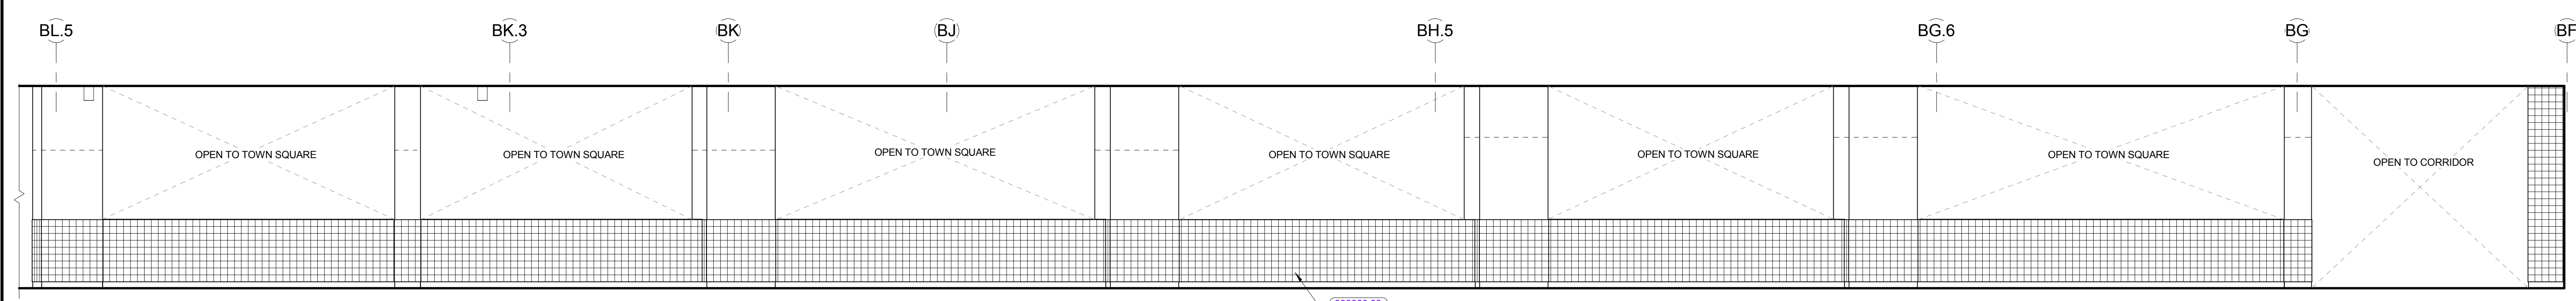 BL.5
BK.3
BK
BJ
BH.5
BG.6
BG
BF
OPEN TO TOWN SQUARE
OPEN TO TOWN SQUARE
OPEN TO TOWN SQUARE
OPEN TO TOWN SQUARE
OPEN TO TOWN SQUARE
OPEN TO TOWN SQUARE
OPEN TO CORRIDOR